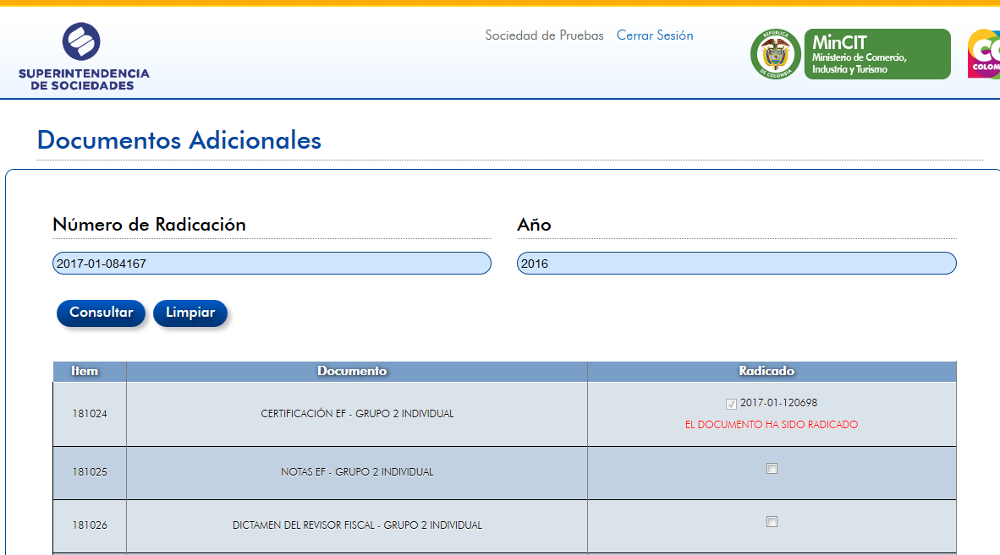 Sociedad de Pruebas Cerrar Sesión
SUPERINTENDENCIA
DE SOCIEDADES
REPÚBLICA
DE COLOMBIA
MinCIT
Ministerio de Comercio,
Industria y Turismo
CO
COLOM
Documentos Adicionales
Número de Radicación
Año
2017-01-084167
2016
Consultar
Limpiar
Item Documento Radicado
181024 CERTIFICACIÓN EF - GRUPO 2 INDIVIDUAL 2017-01-120698
EL DOCUMENTO HA SIDO RADICADO
181025 NOTAS EF - GRUPO 2 INDIVIDUAL
181026 DICTAMEN DEL REVISOR FISCAL - GRUPO 2 INDIVIDUAL